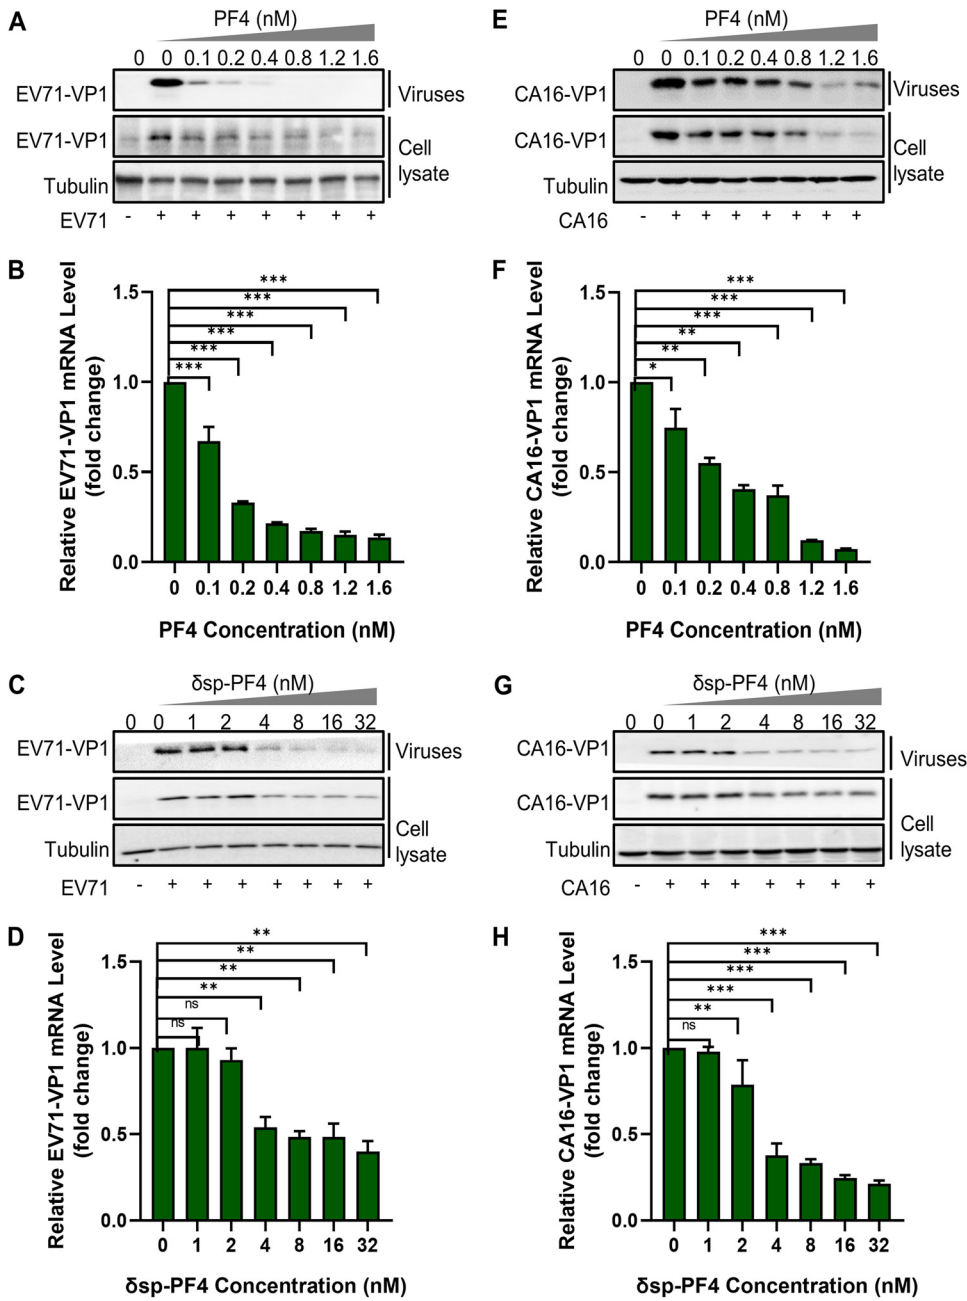 A
PF4 (nM)
0 0 0.1 0.2 0.4 0.8 1.2 1.6
EV71-VP1
Viruses
EV71-VP1
Cell
lysate
Tubulin
EV71 - + + + + + + +
E
PF4 (nM)
0 0 0.1 0.2 0.4 0.8 1.2 1.6
CA16-VP1
Viruses
CA16-VP1
Cell
lysate
Tubulin
CA16 - + + + + + + +
B
Relative EV71-VP1 mRNA Level
(fold change)
1.5
1.0
0.5
0.0
***
***
***
***
***
***
0 0.1 0.2 0.4 0.8 1.2 1.6
PF4 Concentration (nM)
F
Relative CA16-VP1 mRNA Level
(fold change)
1.5
1.0
0.5
0.0
***
***
***
**
**
*
0 0.1 0.2 0.4 0.8 1.2 1.6
PF4 Concentration (nM)
C
δsp-PF4 (nM)
0 0 1 2 4 8 16 32
EV71-VP1
Viruses
EV71-VP1
Cell
lysate
Tubulin
EV71 - + + + + + + +
G
δsp-PF4 (nM)
0 0 1 2 4 8 16 32
CA16-VP1
Viruses
CA16-VP1
Cell
lysate
Tubulin
CA16 - + + + + + + +
D
Relative EV71-VP1 mRNA Level
(fold change)
1.5
1.0
0.5
0.0
**
**
**
**
ns
ns
0 1 2 4 8 16 32
δsp-PF4 Concentration (nM)
H
Relative CA16-VP1 mRNA Level
(fold change)
1.5
1.0
0.5
0.0
***
***
***
***
**
ns
0 1 2 4 8 16 32
δsp-PF4 Concentration (nM)